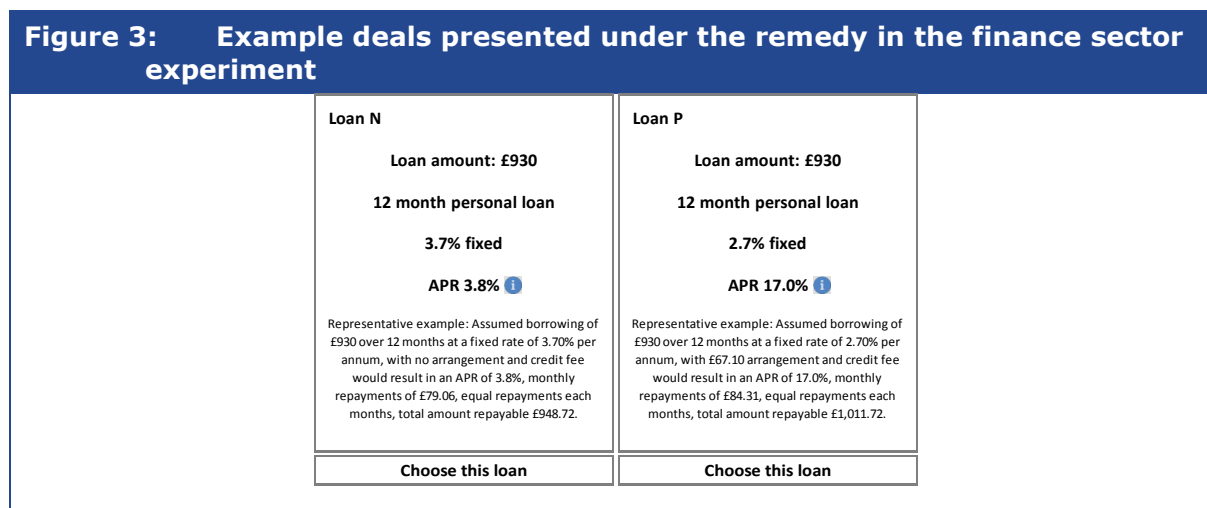 Figure 3: Example deals presented under the remedy in the finance sector
experiment
Loan N
Loan amount: £930
12 month personal loan
3.7% fixed
APR 3.8% i
Representative example: Assumed borrowing of
£930 over 12 months at a fixed rate of 3.70% per
annum, with no arrangement and credit fee
would result in an APR of 3.8%, monthly
repayments of £79.06, equal repayments each
months, total amount repayable £948.72.
Choose this loan
Loan P
Loan amount: £930
12 month personal loan
2.7% fixed
APR 17.0% i
Representative example: Assumed borrowing of
£930 over 12 months at a fixed rate of 2.70% per
annum, with £67.10 arrangement and credit fee
would result in an APR of 17.0%, monthly
repayments of £84.31, equal repayments each
months, total amount repayable £1,011.72.
Choose this loan